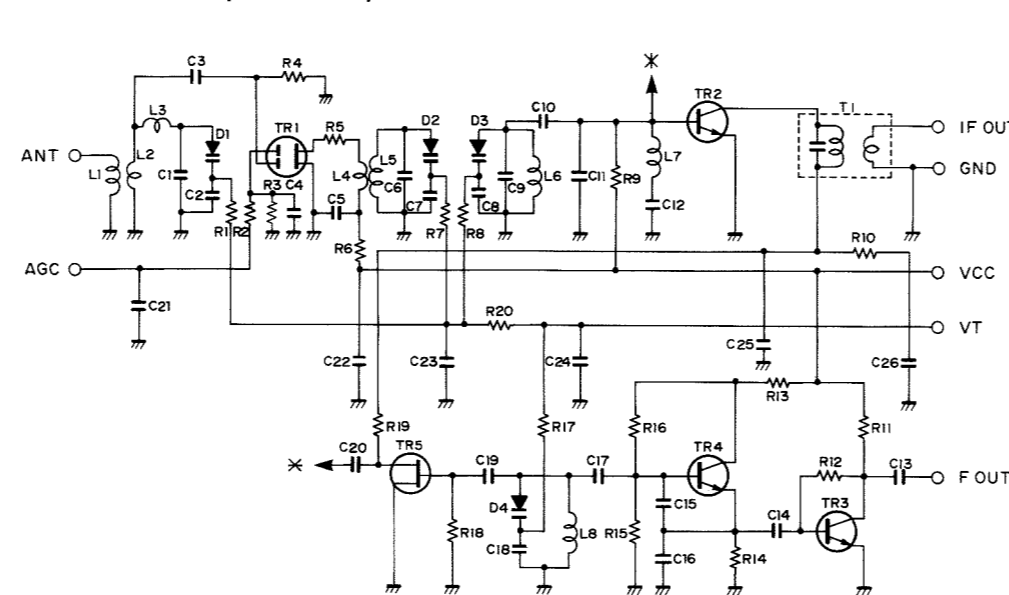 C3 R4 C10 TR2 T1
L3 D1 TR1 R5 D2 D3 IF OUT
ANT L1 L2 C1 C2 R3 C4 L4 L5 C6 C7 C8 C9 L6 C11 R9 L7 GND
C5 C12
R1 R2 R6 R7 R8 R10
AGC VCC
C21 R20 VT
C22 C23 C24 C25 C26
R13
R19 R17 R16 R11
C20 TR5 C19 C17 TR4 R12 C13 F OUT
D4 C15 C14 TR3
R18 C18 L8 R15 C16 R14